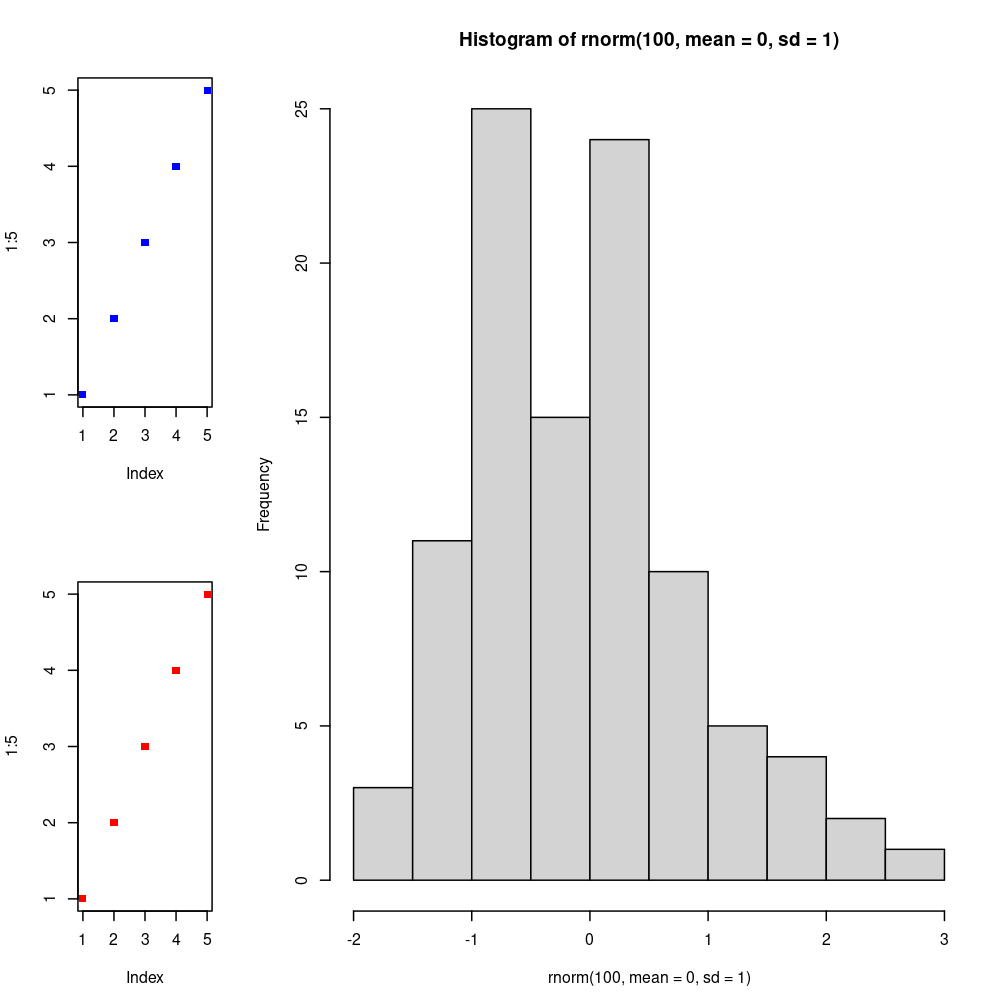 5
4
3
2
1
1:5
1 2 3 4 5
Index
5
4
3
2
1
1:5
1 2 3 4 5
Index
Histogram of rnorm(100, mean = 0, sd = 1)
25
20
15
10
5
0
Frequency
-2 -1 0 1 2 3
rnorm(100, mean = 0, sd = 1)